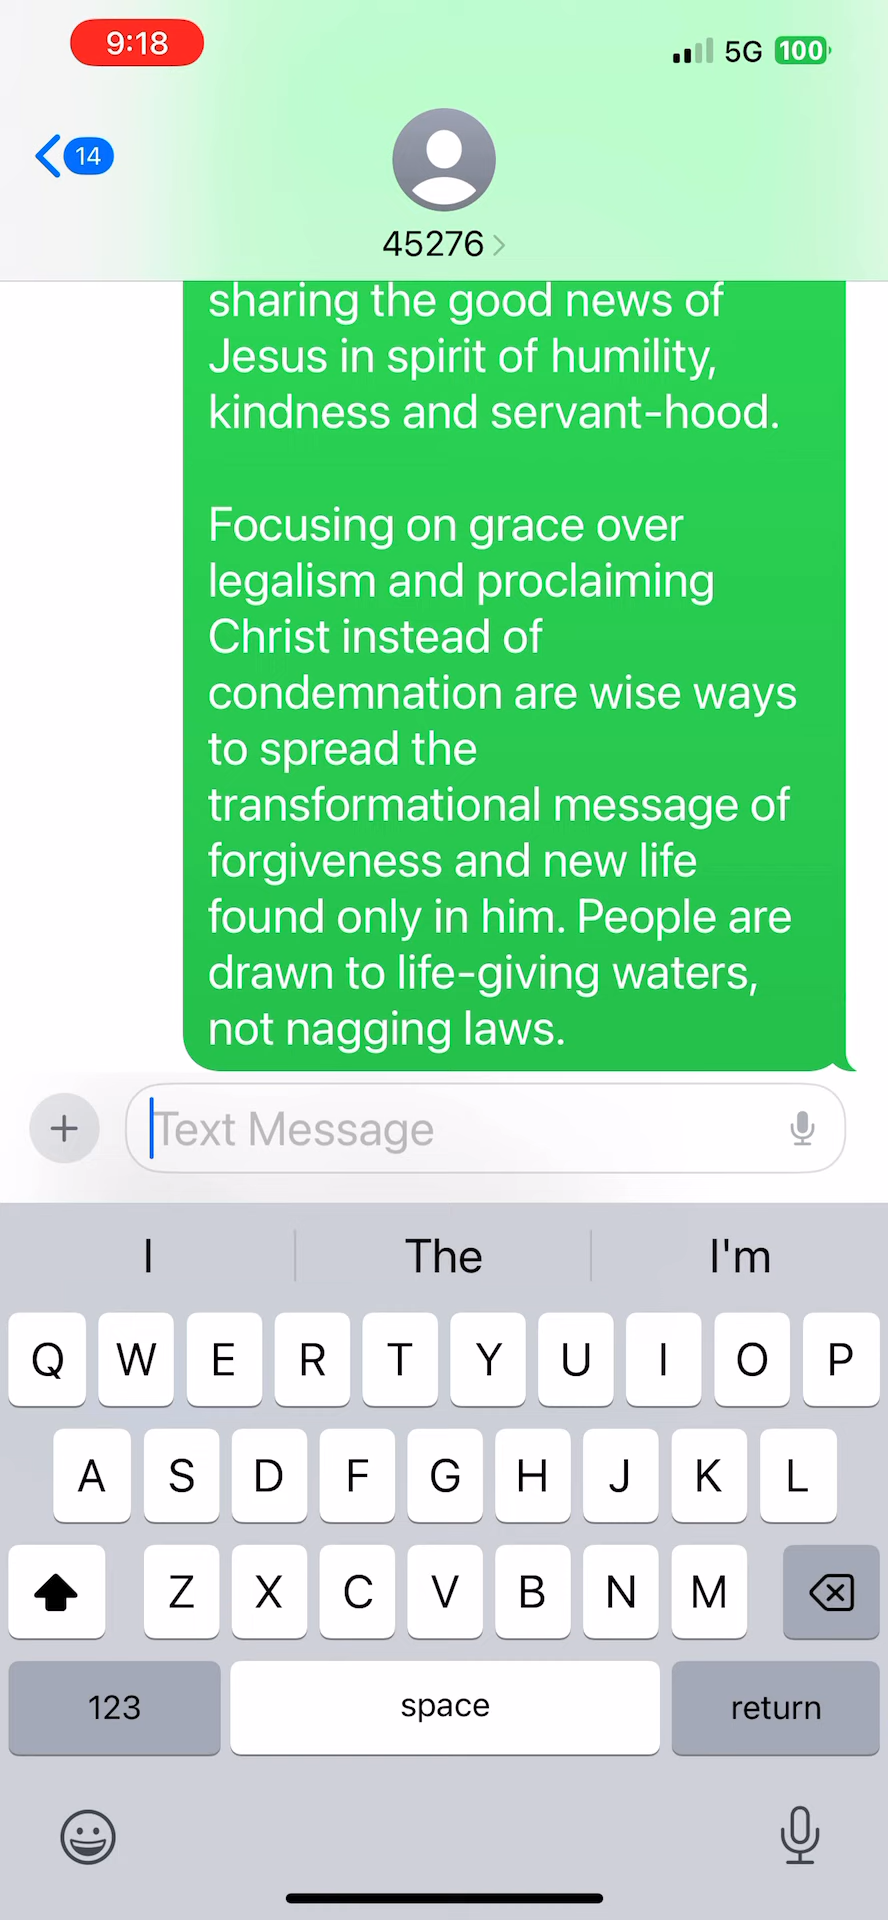 9:18
5G 100
14
45276
sharing the good news of
Jesus in spirit of humility,
kindness and servant-hood.
Focusing on grace over
legalism and proclaiming
Christ instead of
condemnation are wise ways
to spread the
transformational message of
forgiveness and new life
found only in him. People are
drawn to life-giving waters,
not nagging laws.
Text Message
I The I'm
Q W E R T Y U I O P
A S D F G H J K L
Z X C V B N M
123 space return